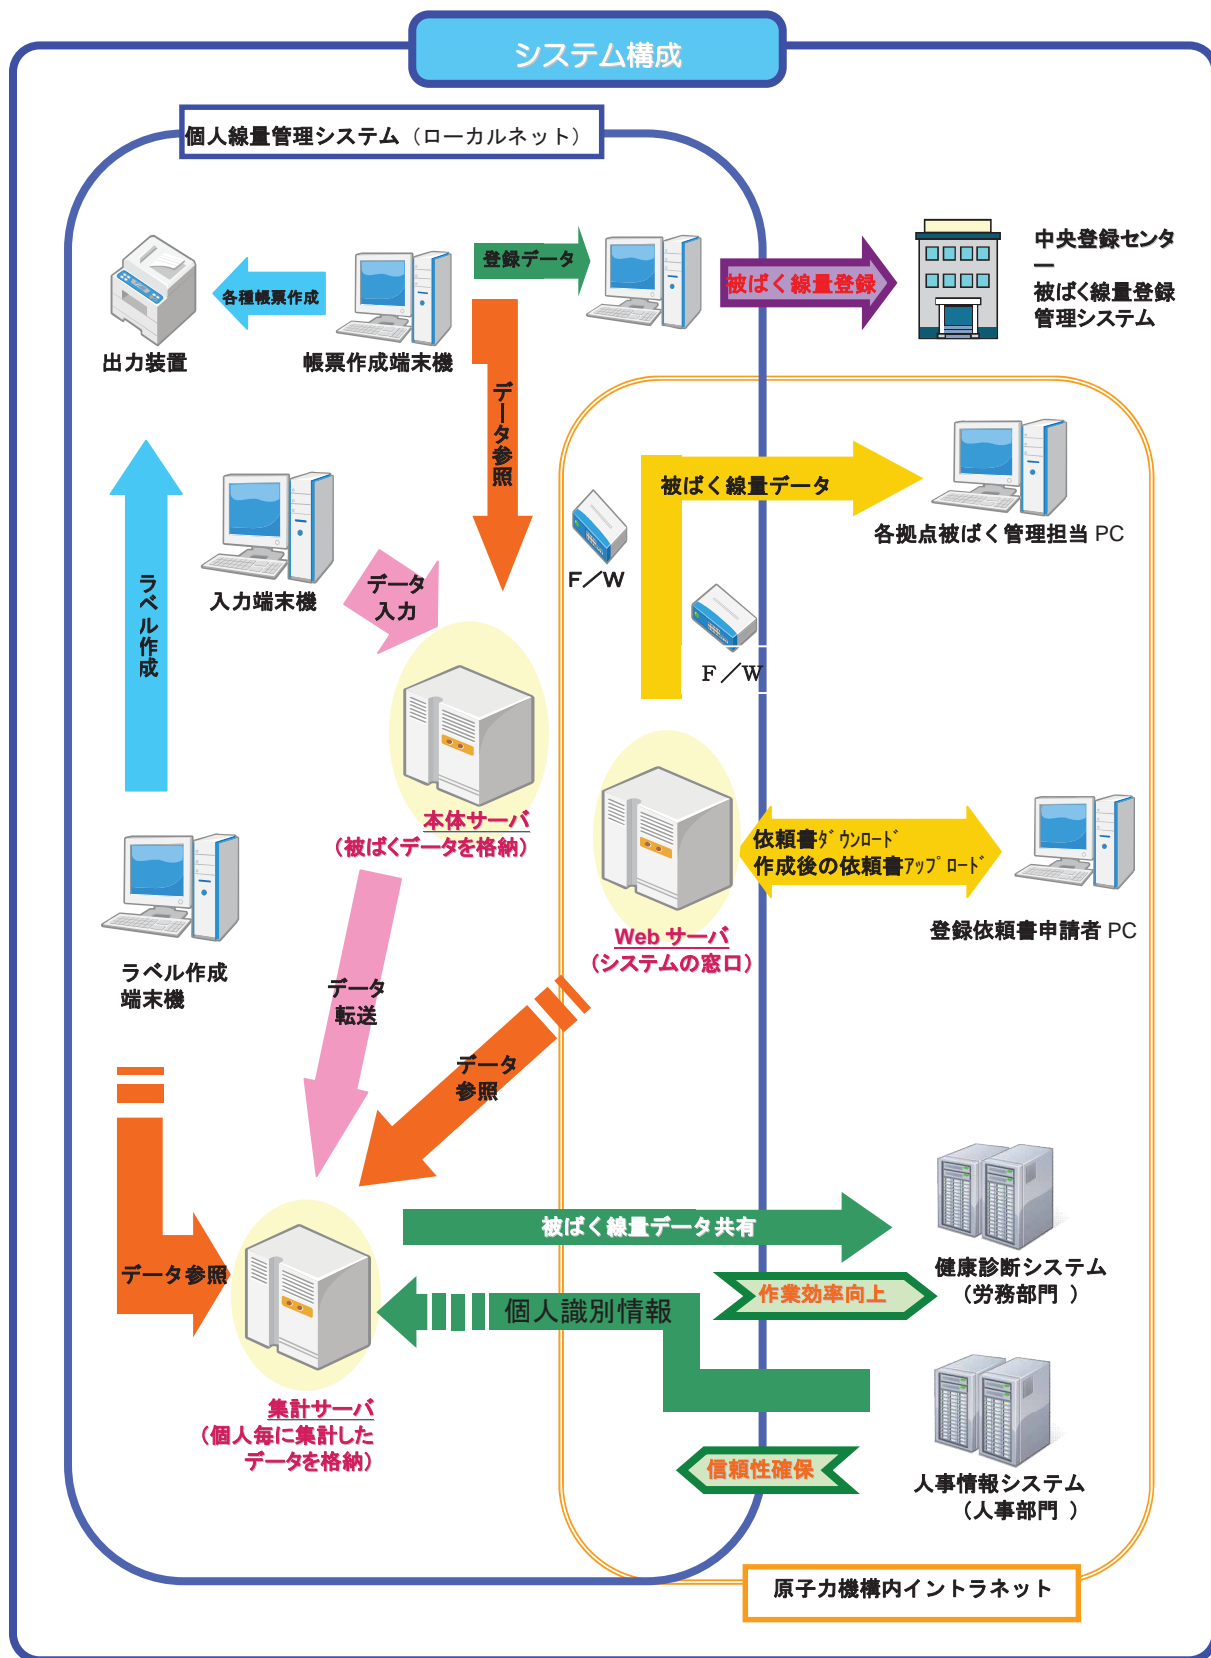 システム構成
個人線量管理システム（ローカルネット）
登録データ
各種帳票作成
被ばく線量登録
中央登録センタ
ー
被ばく線量登録
管理システム
出力装置
帳票作成端末機
データ参照
被ばく線量データ
各拠点被ばく管理担当 PC
F／W
F ／W
ラベル作成
入力端末機
データ
入力
本体サーバ
（被ばくデータを格納）
依頼書ﾀﾞｳﾝﾛｰﾄﾞ
作成後の依頼書ｱｯﾌﾟﾛｰﾄﾞ
登録依頼書申請者 PC
Web サーバ
（システムの窓口）
ラベル作成
端末機
データ
転送
データ
参照
データ参照
被ばく線量データ共有
健康診断システム
（労務部門 ）
作業効率向上
個人識別情報
集計サーバ
（個人毎に集計した
データを格納）
信頼性確保
人事情報システム
（人事部門 ）
原子力機構内イントラネット